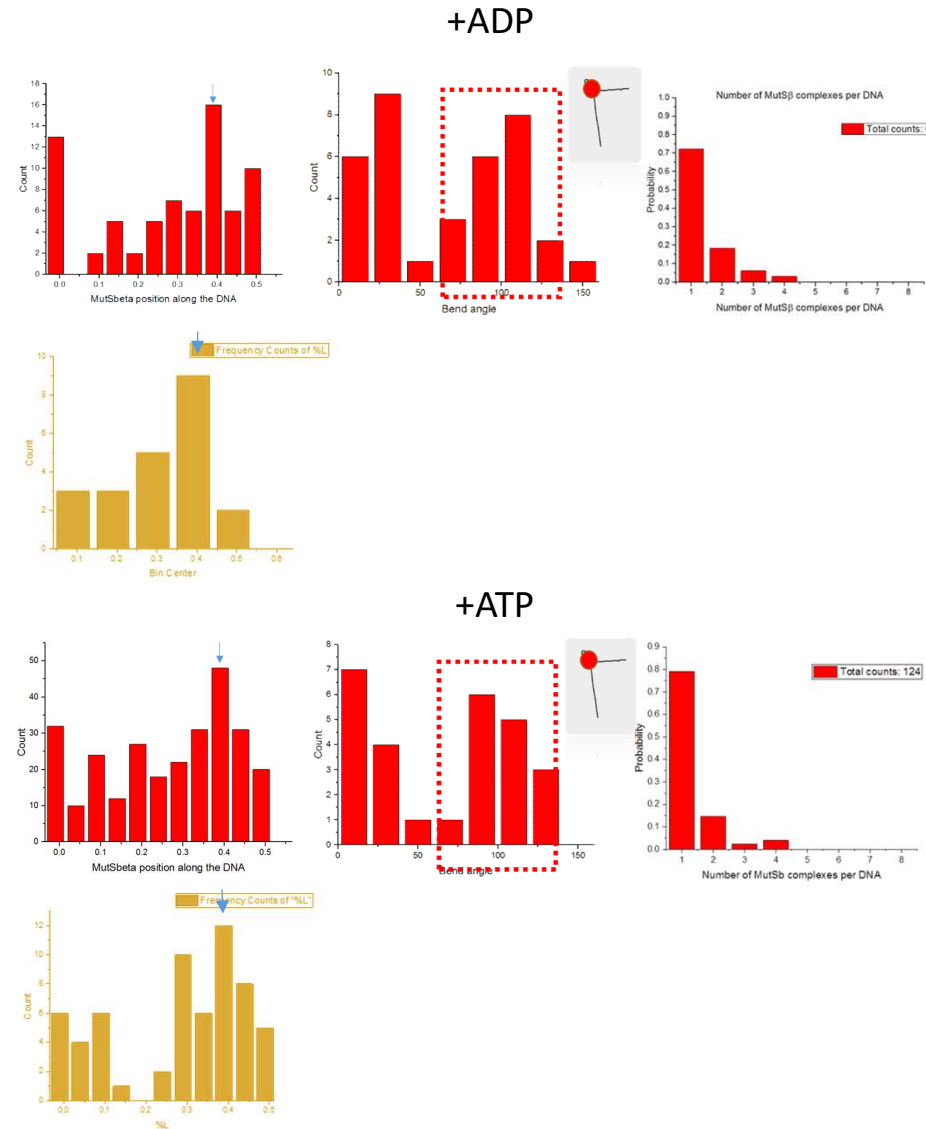 +ADP
18
16
14
12
10
8
6
4
2
0
Count
0.0 0.1 0.2 0.3 0.4 0.5
MutSbeta position along the DNA
10
8
6
4
2
0
Count
0 50 100 150
Bend angle
Number of MutSβ complexes per DNA
Total counts:
1.0
0.9
0.8
0.7
0.6
0.5
0.4
0.3
0.2
0.1
0.0
Probability
1 2 3 4 5 6 7 8
Number of MutSβ complexes per DNA
Frequency Counts of %L
10
8
6
4
2
0
Count
0.1 0.2 0.3 0.4 0.5 0.6
Bin Center
+ATP
50
40
30
20
10
0
Count
0.0 0.1 0.2 0.3 0.4 0.5
MutSbeta position along the DNA
8
7
6
5
4
3
2
1
0
Count
0 50 100 150
Bend angle
Total counts: 124
0.9
0.8
0.7
0.6
0.5
0.4
0.3
0.2
0.1
0.0
Probability
1 2 3 4 5 6 7 8
Number of MutSb complexes per DNA
Frequency Counts of "%L"
12
10
8
6
4
2
0
Count
0.0 0.1 0.2 0.3 0.4 0.5
%L